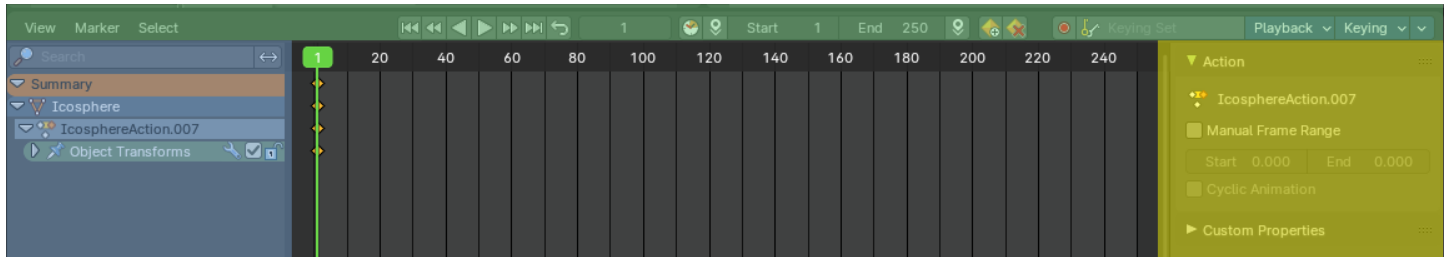 View Marker Select 1 Start 1 End 250 Keying Set Playback Keying
Search 1 20 40 60 80 100 120 140 160 180 200 220 240
Action
Summary
Icosphere
IcosphereAction.007
IcosphereAction.007
Manual Frame Range
Object Transforms
Start 0.000 End 0.000
Cyclic Animation
Custom Properties